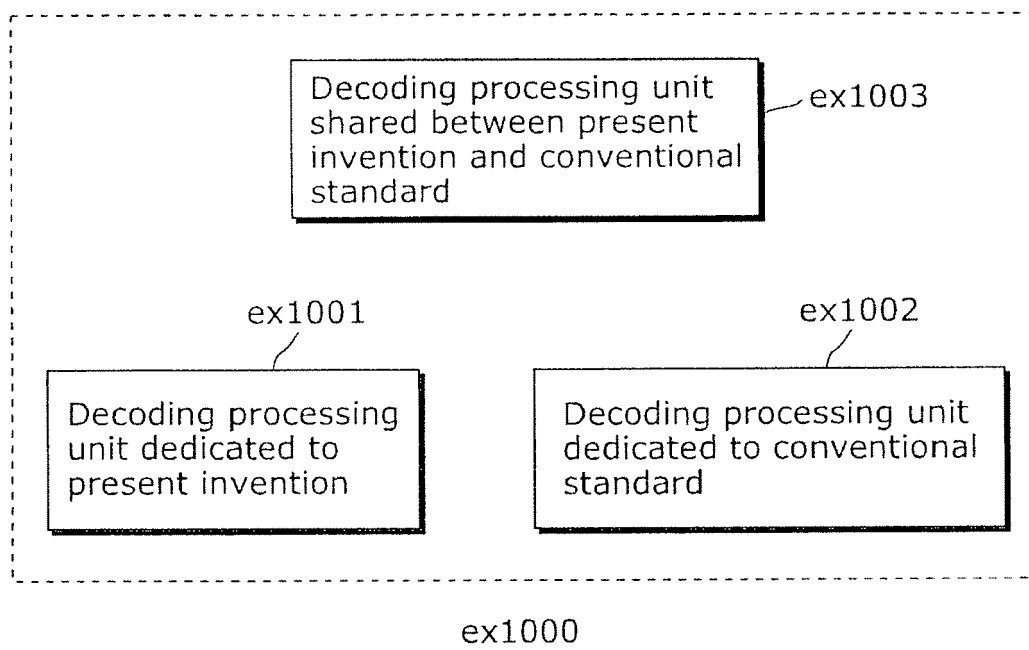 Decoding processing unit
shared between present
invention and conventional
standard
ex1003
ex1001
ex1002
Decoding processing
unit dedicated to
present invention
Decoding processing unit
dedicated to conventional
standard
ex1000